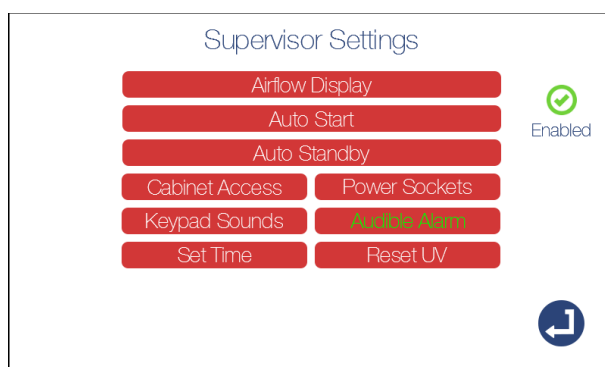 Supervisor Settings
Airflow Display
Auto Start
Enabled
Auto Standby
Cabinet Access
Power Sockets
Keypad Sounds
Audible Alarm
Set Time
Reset UV